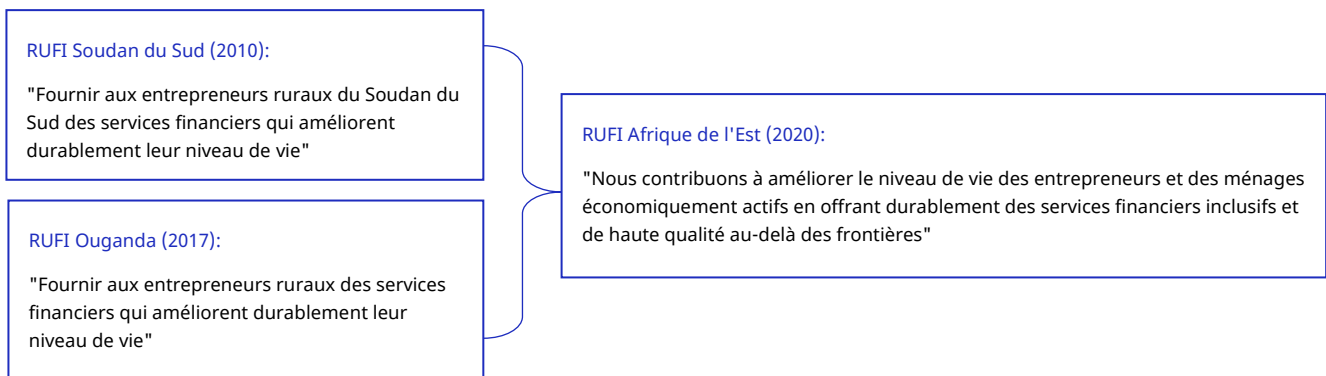 RUFI Soudan du Sud (2010):
"Fournir aux entrepreneurs ruraux du Soudan du
Sud des services financiers qui améliorent
durablement leur niveau de vie"
RUFI Ouganda (2017):
"Fournir aux entrepreneurs ruraux des services
financiers qui améliorent durablement leur
niveau de vie"
RUFI Afrique de l'Est (2020):
"Nous contribuons à améliorer le niveau de vie des entrepreneurs et des ménages
économiquement actifs en offrant durablement des services financiers inclusifs et
de haute qualité au-delà des frontières"